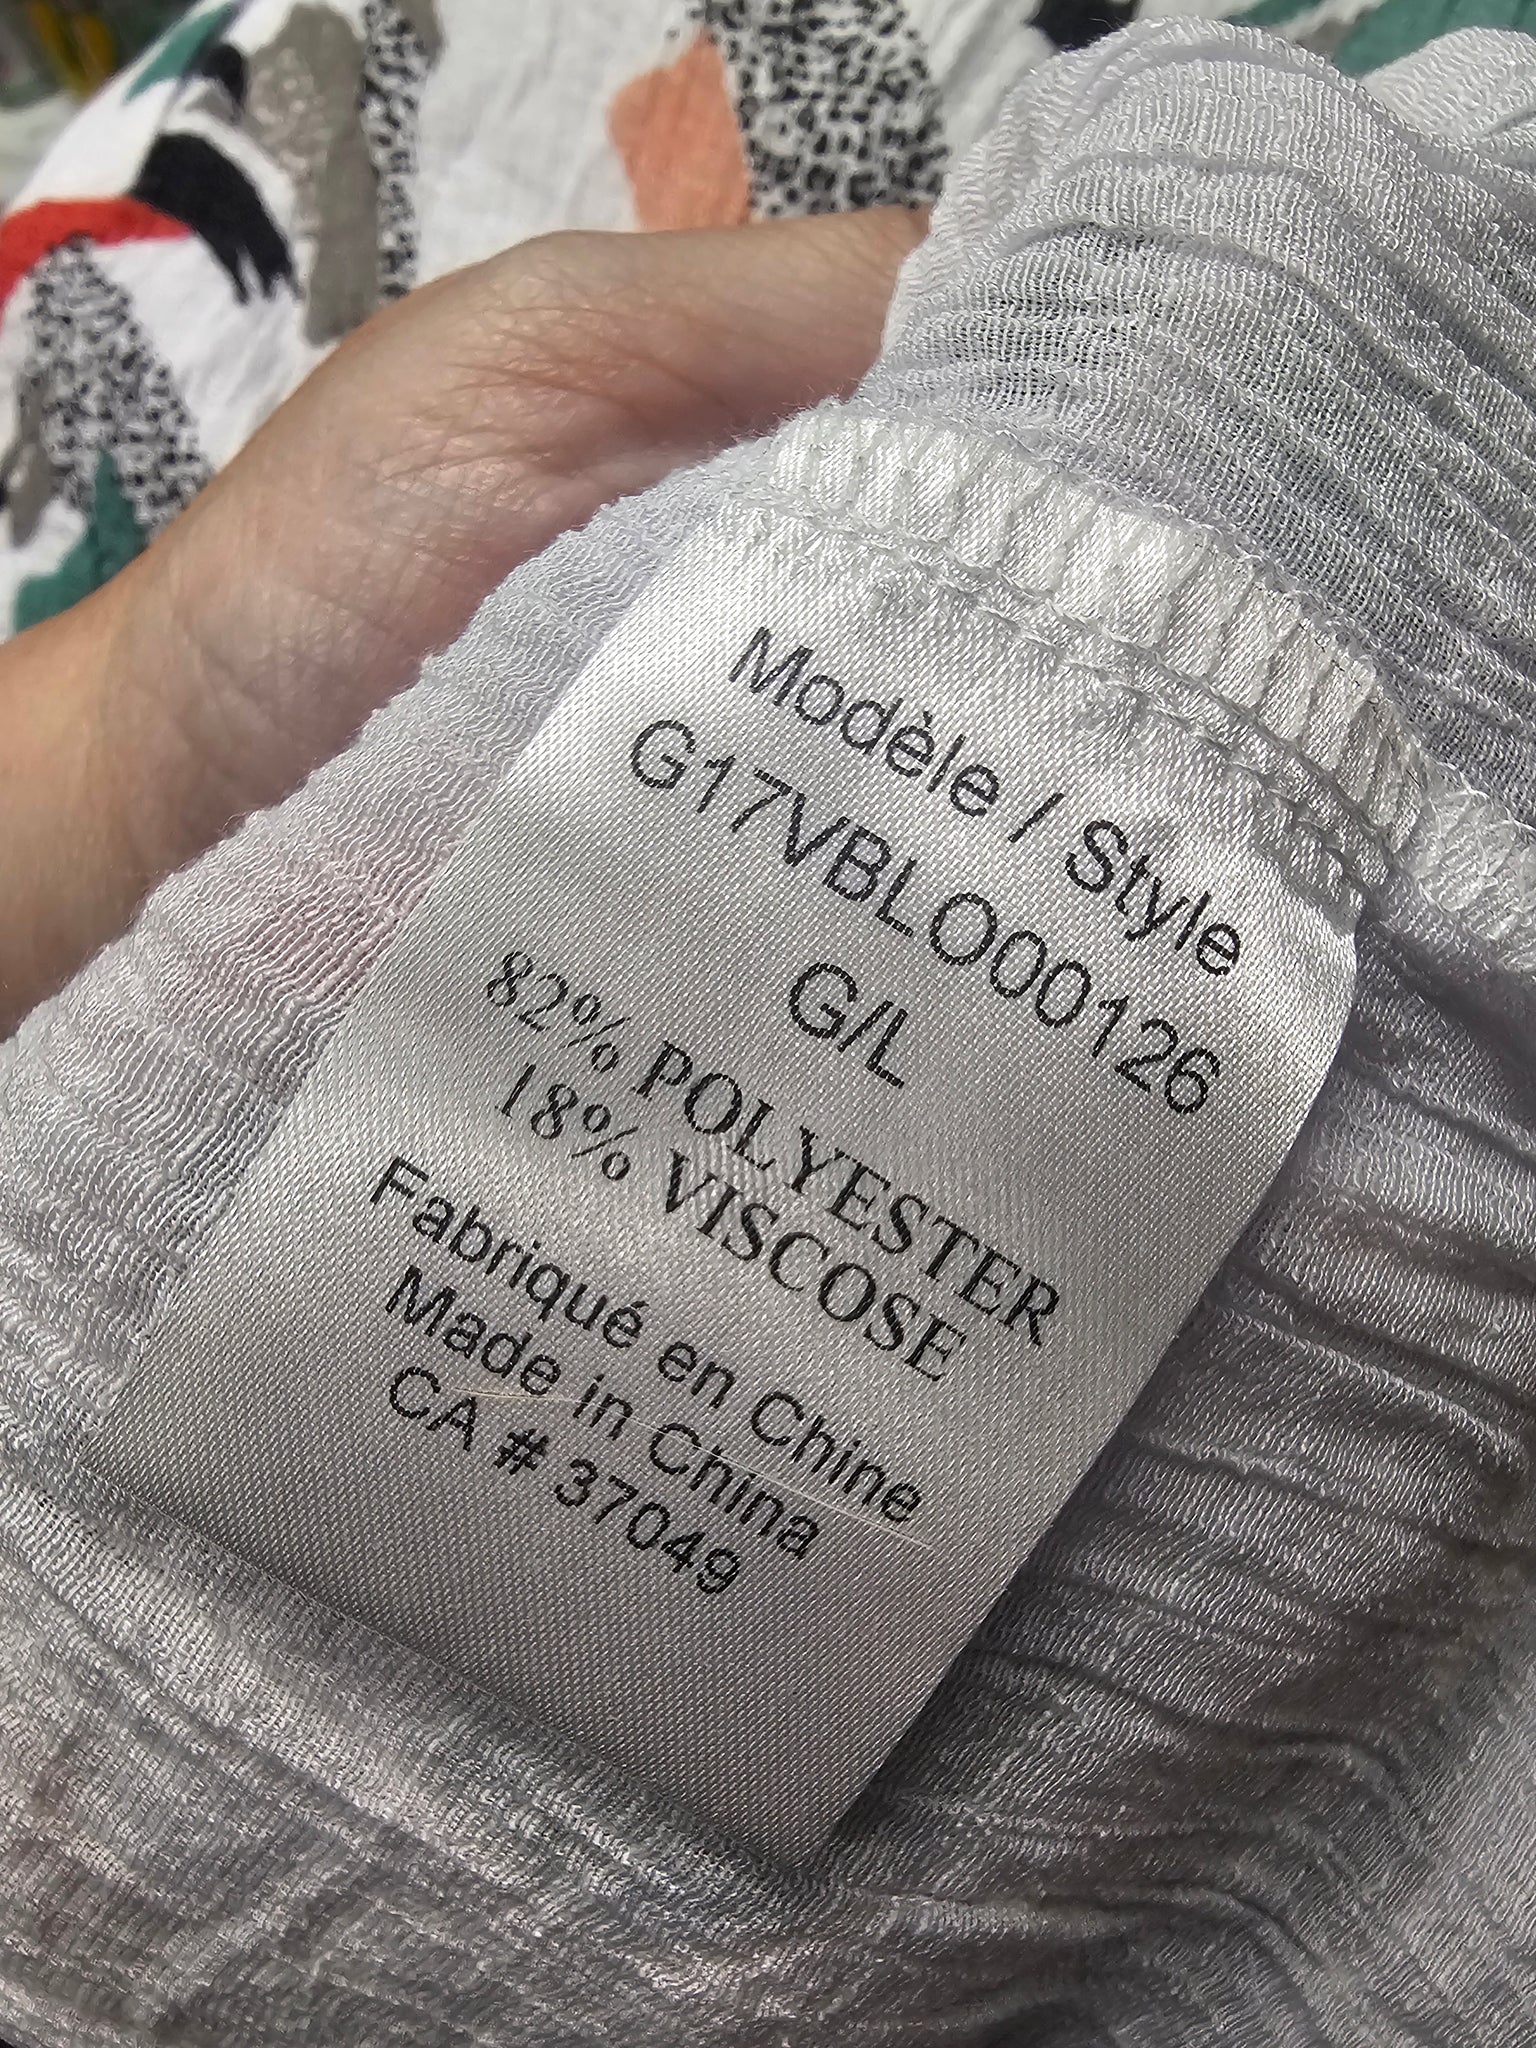 Modèle / Style
G17VBLO00126
G/L
82% POLYESTER
18% VISCOSE
Fabriqué en Chine
Made in China
CA # 37049